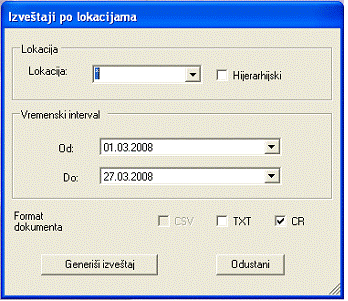 Izveštaji po lokacijama
Lokacija
Lokacija:
Hijerarhijski
Vremenski interval
Od: 01.03.2008
Do: 27.03.2008
Format
dokumenta
CSV TXT CR
Generiši izveštaj Odustani